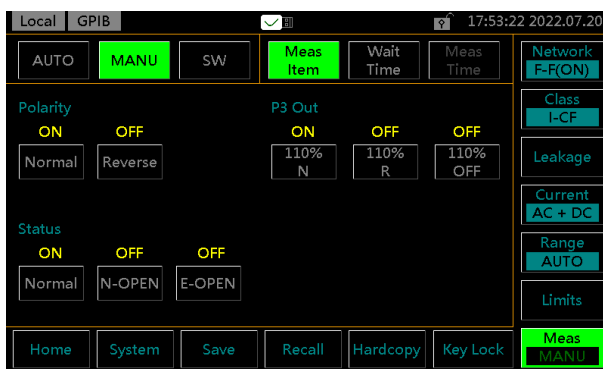 Local GPIB 17:53:22 2022.07.20
AUTO MANU SW Meas Item Wait Time Meas Time
Network
F-F(ON)
Polarity P3 Out
ON OFF ON OFF OFF
Normal Reverse 110% N 110% R 110% OFF
Class
I-CF
Leakage
Current
AC + DC
Status
ON OFF OFF
Normal N-OPEN E-OPEN
Range
AUTO
Limits
Home System Save Recall Hardcopy Key Lock
Meas
MANU